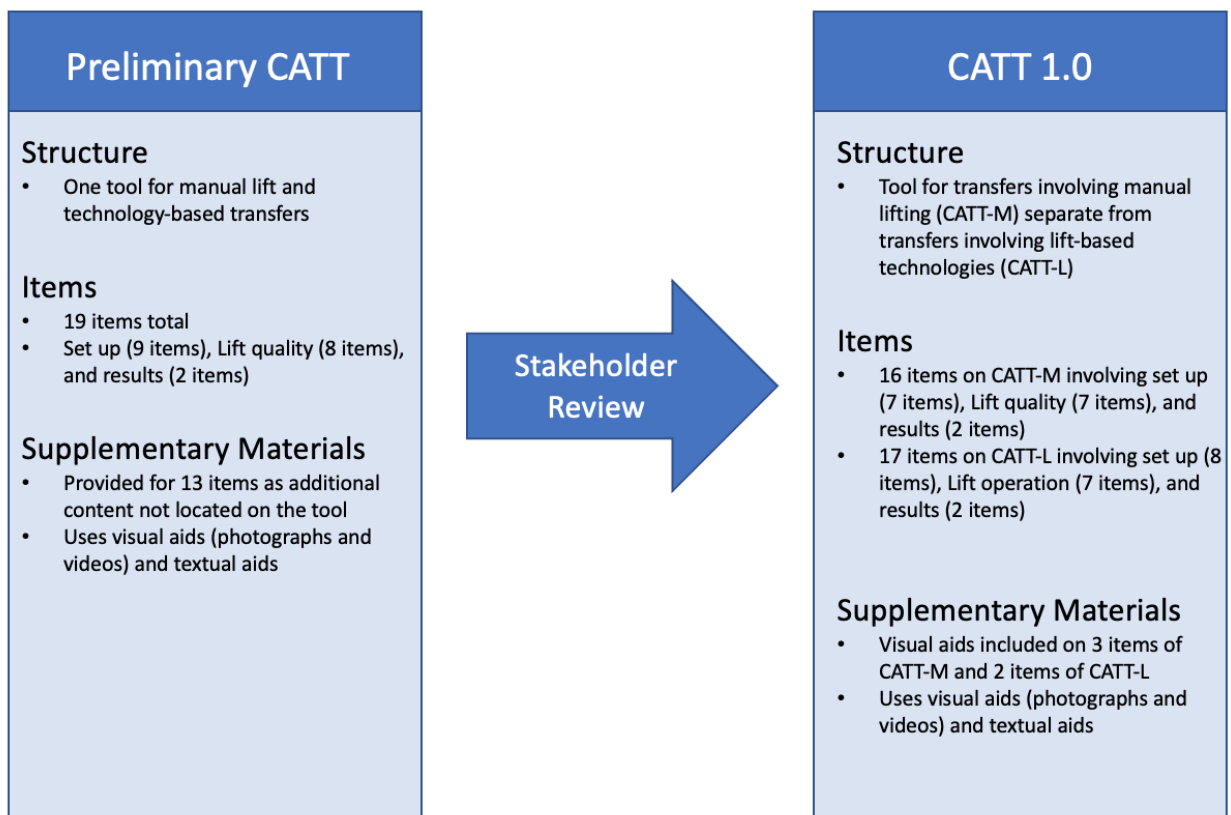 Preliminary CATT
Structure
• One tool for manual lift and
technology-based transfers
Items
• 19 items total
• Set up (9 items), Lift quality (8 items),
and results (2 items)
Supplementary Materials
• Provided for 13 items as additional
content not located on the tool
• Uses visual aids (photographs and
videos) and textual aids
Stakeholder
Review
CATT 1.0
Structure
• Tool for transfers involving manual
lifting (CATT-M) separate from
transfers involving lift-based
technologies (CATT-L)
Items
• 16 items on CATT-M involving set up
(7 items), Lift quality (7 items), and
results (2 items)
• 17 items on CATT-L involving set up (8
items), Lift operation (7 items), and
results (2 items)
Supplementary Materials
• Visual aids included on 3 items of
CATT-M and 2 items of CATT-L
• Uses visual aids (photographs and
videos) and textual aids